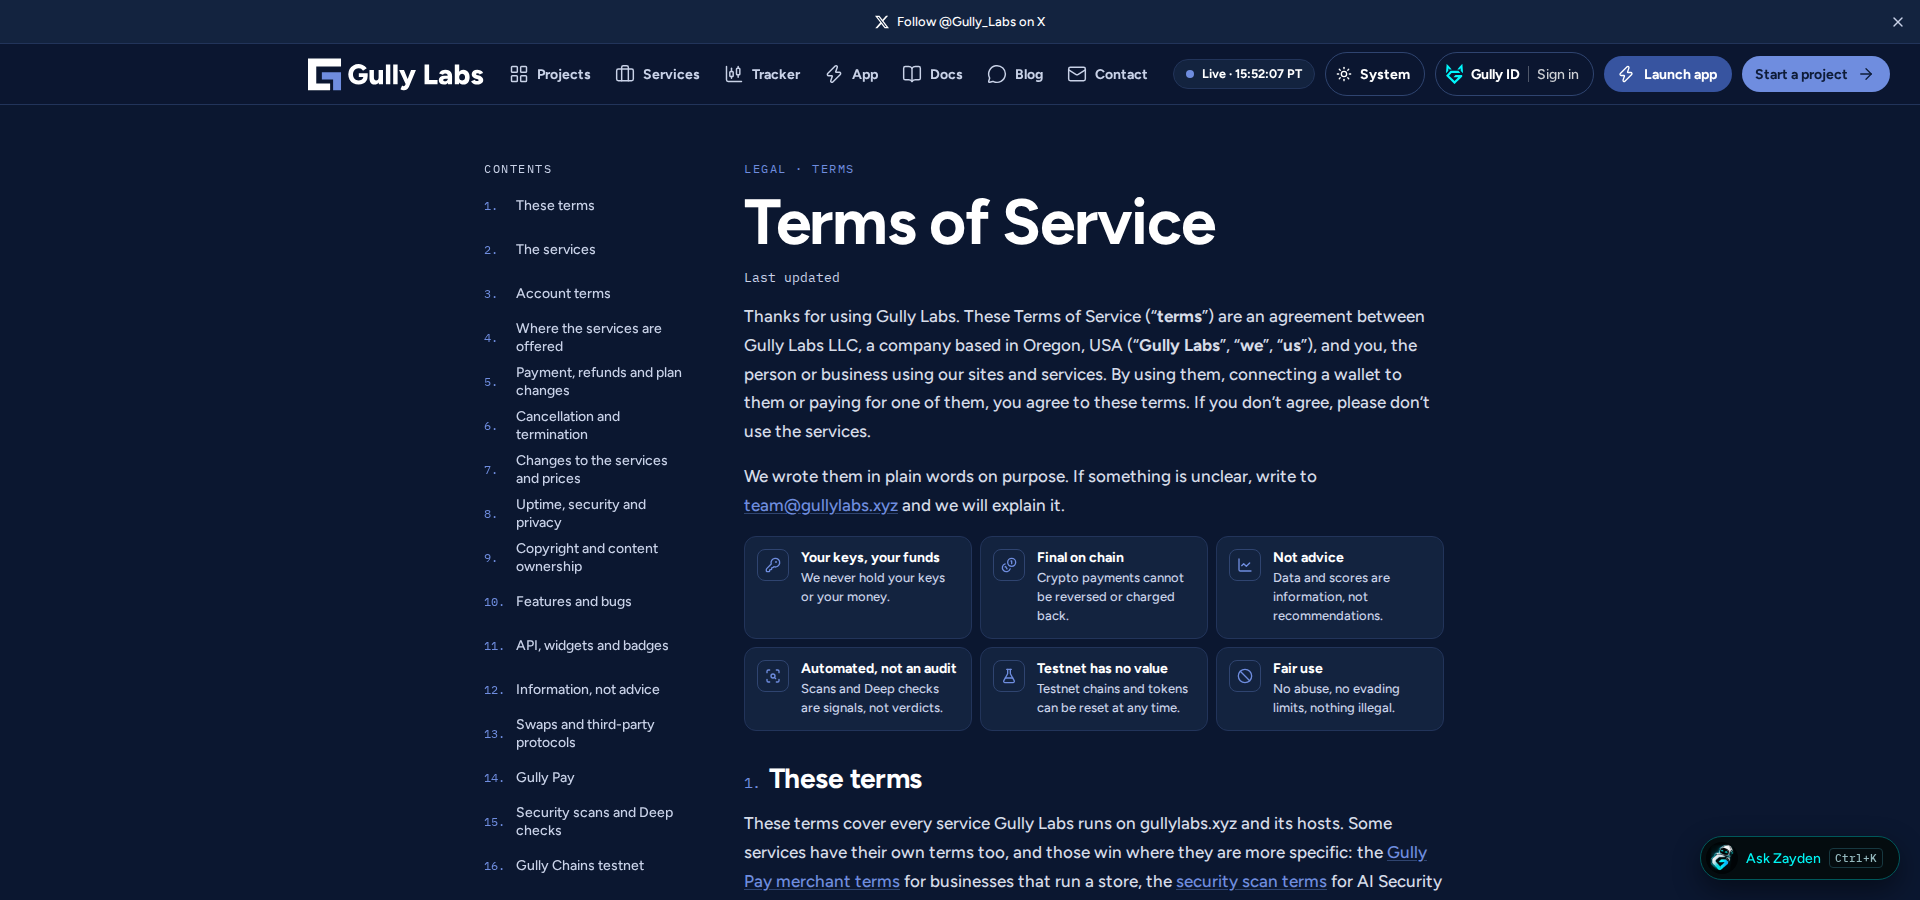 Follow @Gully_Labs on X
Gully Labs
Projects
Services
Tracker
App
Docs
Blog
Contact
Live · 15:52:07 PT
System
Gully ID
Sign in
Launch app
Start a project
CONTENTS
1. These terms
2. The services
3. Account terms
4. Where the services are
offered
5. Payment, refunds and plan
changes
6. Cancellation and
termination
7. Changes to the services
and prices
8. Uptime, security and
privacy
9. Copyright and content
ownership
10. Features and bugs
11. API, widgets and badges
12. Information, not advice
13. Swaps and third-party
protocols
14. Gully Pay
15. Security scans and Deep
checks
16. Gully Chains testnet
LEGAL · TERMS
Terms of Service
Last updated
Thanks for using Gully Labs. These Terms of Service (“terms”) are an agreement between
Gully Labs LLC, a company based in Oregon, USA (“Gully Labs”, “we”, “us”), and you, the
person or business using our sites and services. By using them, connecting a wallet to
them or paying for one of them, you agree to these terms. If you don’t agree, please don’t
use the services.
We wrote them in plain words on purpose. If something is unclear, write to
team@gullylabs.xyz and we will explain it.
Your keys, your funds
We never hold your keys
or your money.
Final on chain
Crypto payments cannot
be reversed or charged
back.
Not advice
Data and scores are
information, not
recommendations.
Automated, not an audit
Scans and Deep checks
are signals, not verdicts.
Testnet has no value
Testnet chains and tokens
can be reset at any time.
Fair use
No abuse, no evading
limits, nothing illegal.
1. These terms
These terms cover every service Gully Labs runs on gullylabs.xyz and its hosts. Some
services have their own terms too, and those win where they are more specific: the Gully
Pay merchant terms for businesses that run a store, the security scan terms for AI Security
Ask Zayden Ctrl+K